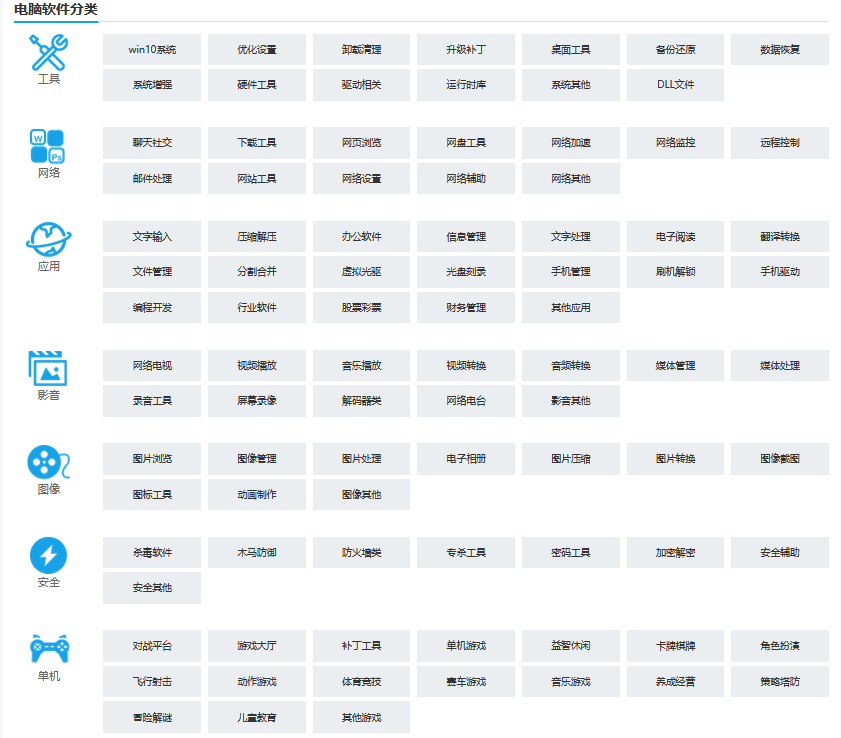 电脑软件分类
win10系统 优化设置 卸载清理 升级补丁 桌面工具 备份还原 数据恢复
工具
系统增强 硬件工具 驱动相关 运行时库 系统其他 DLL文件
W
Ps
聊天社交 下载工具 网页浏览 网盘工具 网络加速 网络监控 远程控制
网络
邮件处理 网站工具 网络设置 网络辅助 网络其他
文字输入 压缩解压 办公软件 信息管理 文字处理 电子阅读 翻译转换
应用
文件管理 分割合并 虚拟光驱 光盘刻录 手机管理 刷机解锁 手机驱动
编程开发 行业软件 股票彩票 财务管理 其他应用
网络电视 视频播放 音乐播放 视频转换 音频转换 媒体管理 媒体处理
影音
录音工具 屏幕录像 解码器类 网络电台 影音其他
图片浏览 图像管理 图片处理 电子相册 图片压缩 图片转换 图像截图
图像
图标工具 动画制作 图像其他
杀毒软件 木马防御 防火墙类 专杀工具 密码工具 加密解密 安全辅助
安全
安全其他
对战平台 游戏大厅 补丁工具 单机游戏 益智休闲 卡牌棋牌 角色扮演
单机
飞行射击 动作游戏 体育竞技 赛车游戏 音乐游戏 养成经营 策略塔防
冒险解谜 儿童教育 其他游戏